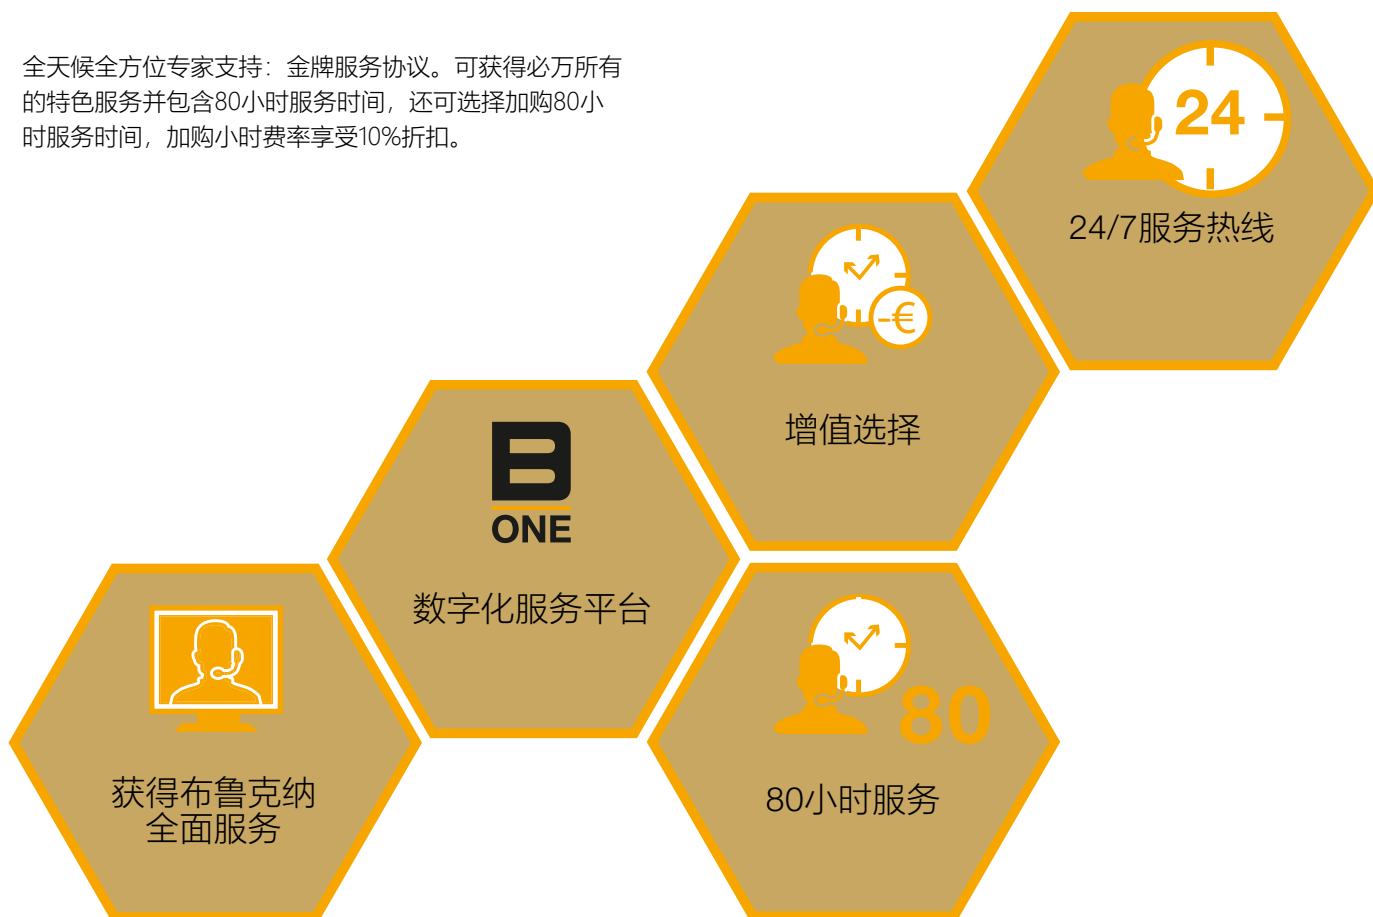 全天候全方位专家支持：金牌服务协议。可获得必万所有
的特色服务并包含80小时服务时间，还可选择加购80小
时服务时间，加购小时费率享受10%折扣。
24
24/7服务热线
-€
增值选择
B
ONE
数字化服务平台
80
80小时服务
获得布鲁克纳
全面服务